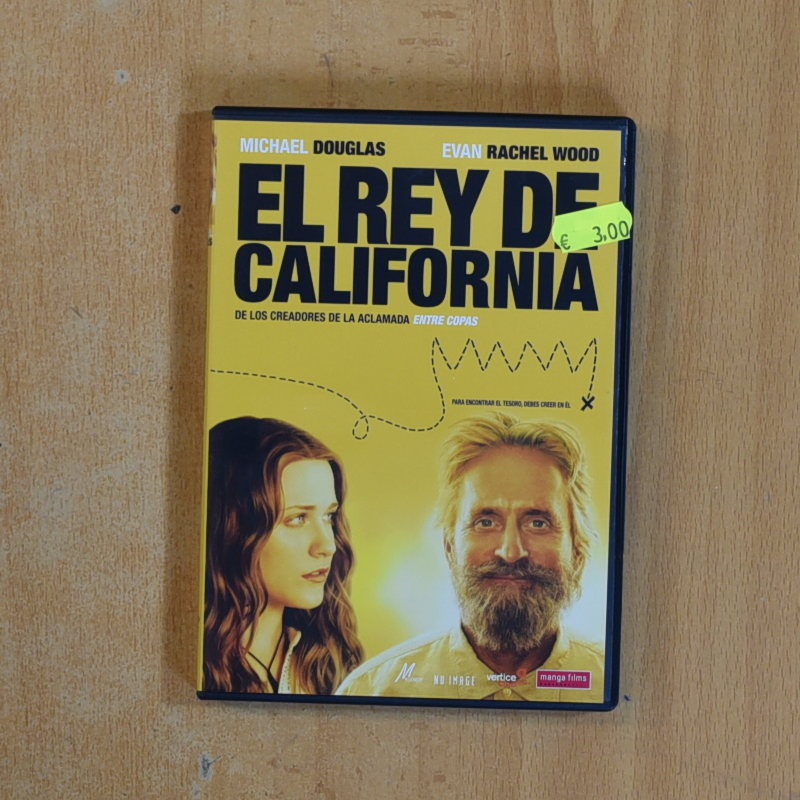 MICHAEL DOUGLAS EVAN RACHEL WOOD
EL REY DE
€ 3,00
CALIFORNIA
DE LOS CREADORES DE LA ACLAMADA ENTRE COPAS
PARA ENCONTRAR EL TESORO, DEBES CREER EN ÉL
NU IMAGE
vertice
manga films